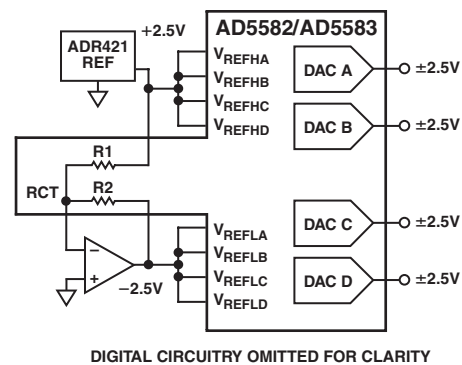 AD5582/AD5583
+2.5V
ADR421
REF
VREFHA
VREFHB
VREFHC
VREFHD
DAC A
±2.5V
DAC B
±2.5V
R1
RCT
R2
DAC C
±2.5V
VREFLA
VREFLB
VREFLC
VREFLD
DAC D
±2.5V
−
+
−2.5V
DIGITAL CIRCUITRY OMITTED FOR CLARITY